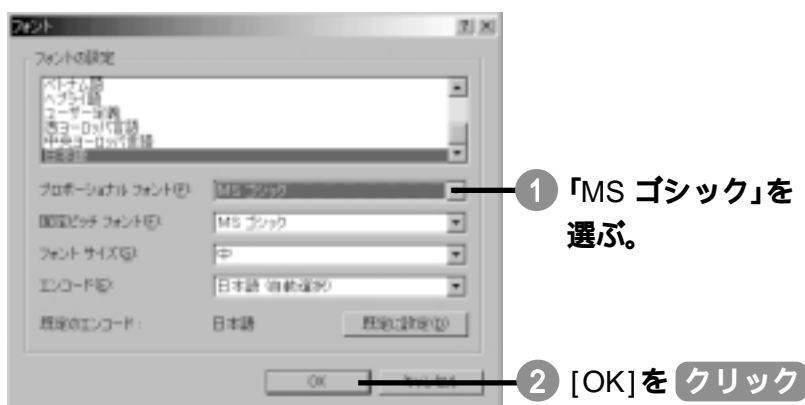 フォント
フォントの設定
ベトナム語
ヘブライ語
ユーザー定義
西ヨーロッパ言語
中央ヨーロッパ言語
日本語
プロポーショナル フォント(P):
MS ゴシック
固定ピッチ フォント(F):
MS ゴシック
フォント サイズ(S):
中
エンコード(E):
日本語 (自動選択)
既定のエンコード :
日本語
既定に設定(D)
OK
キャンセル
1 「MS ゴシック」を
選ぶ。
2 [OK]を クリック